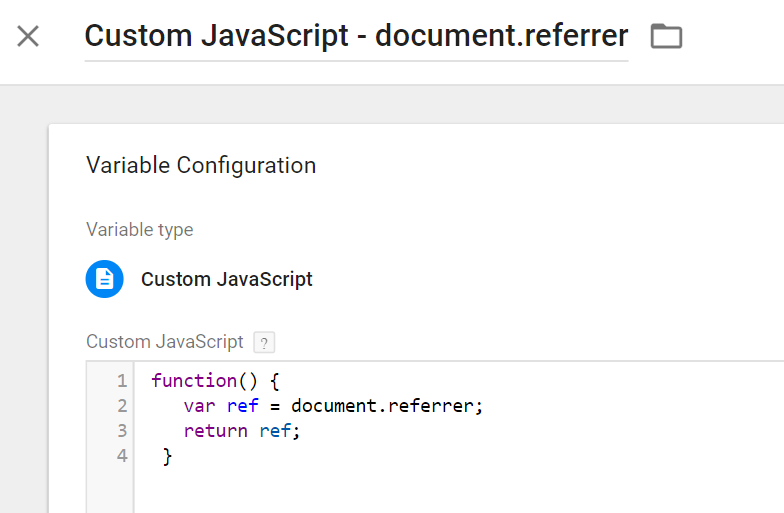 Custom JavaScript - document.referrer
Variable Configuration
Variable type
Custom JavaScript
Custom JavaScript ?
1 function() {
2 var ref = document.referrer;
3 return ref;
4 }